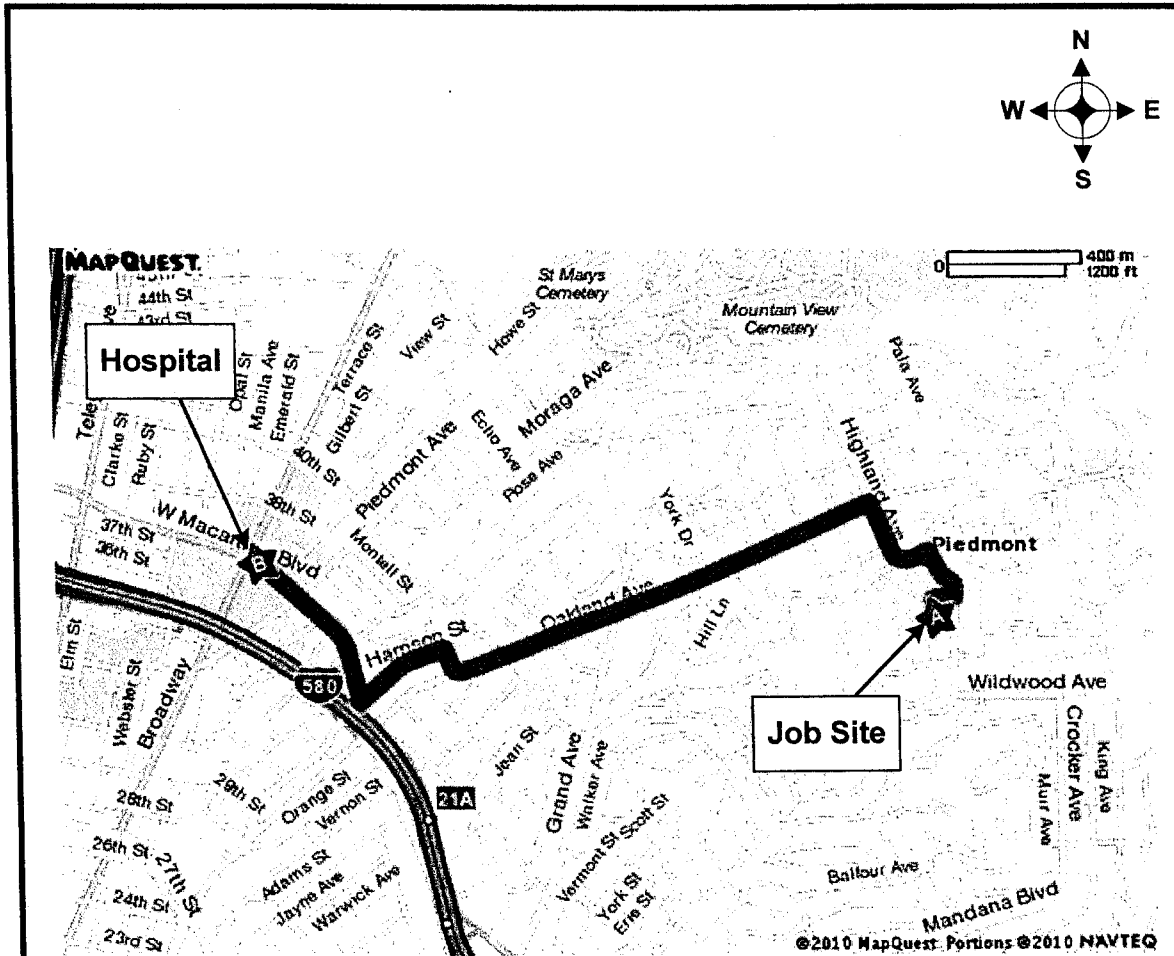 N
W E
S
MAPQUEST.
0
400 m
1200 ft
St Marys
Cemetery
Mountain View
Cemetery
44th St
43rd St
Hospital
Opal St
Manila Ave
Emerald St
Terrace St
Gilbert St
View St
Howe St
Moraga Ave
Echo Ave
Rose Ave
Piedmont Ave
Pala Ave
Highland Ave
Clarke St
Ruby St
40th St
38th St
37th St
36th St
Blvd
B
Montell St
York Dr
Piedmont
A
Oakland Ave
Hill Ln
Harrison St
580
Elm St
Webster St
Broadway
Wildwood Ave
Job Site
Crocker Ave
King Ave
Muir Ave
Jean St
Grand Ave
Walker Ave
Scott St
Vermont St
York St
Erie St
21A
29th St
Orange St
Vernon St
28th St
26th St
27th St
24th St
23rd St
Adams St
Jayne Ave
Warwick Ave
Balfour Ave
Mandana Blvd
©2010 MapQuest Portions ©2010 NAVTEQ